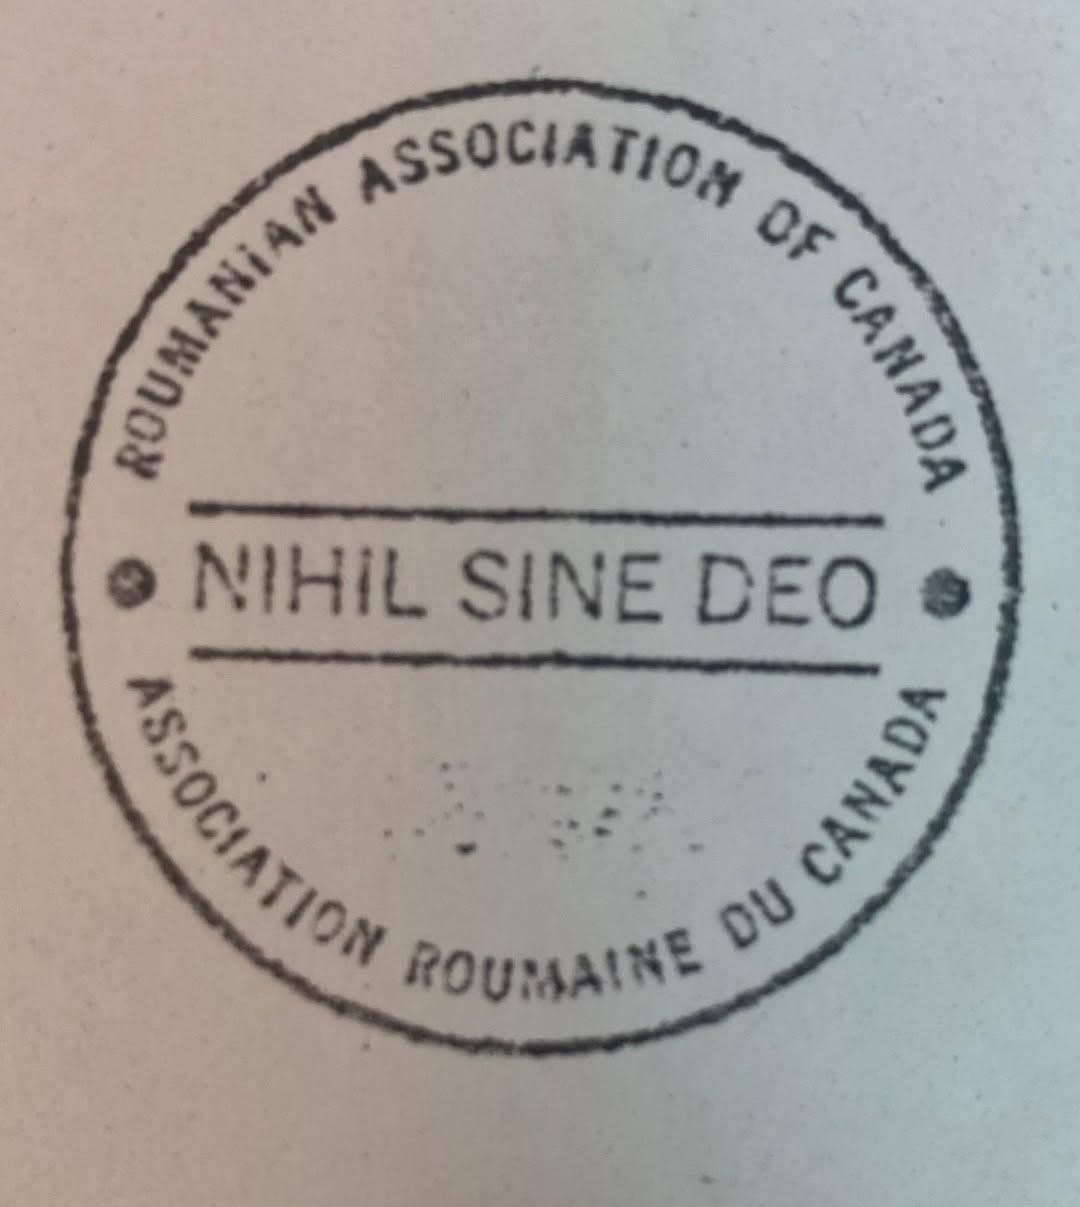 ROUMANIAN ASSOCIATION OF CANADA
NIHIL SINE DEO
ASSOCIATION ROUMAINE DU CANADA